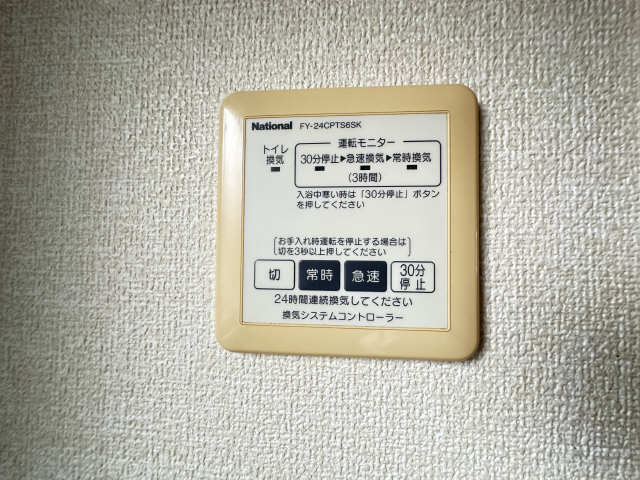 National FY-24CPTS6SK
運転モニター
トイレ
換気
30分停止▶急速換気▶常時換気
(3時間)
入浴中寒い時は「30分停止」ボタン
を押してください
お手入れ時運転を停止する場合は
切を3秒以上押してください
切 常時 急速 30分
停止
24時間連続換気してください
換気システムコントローラー